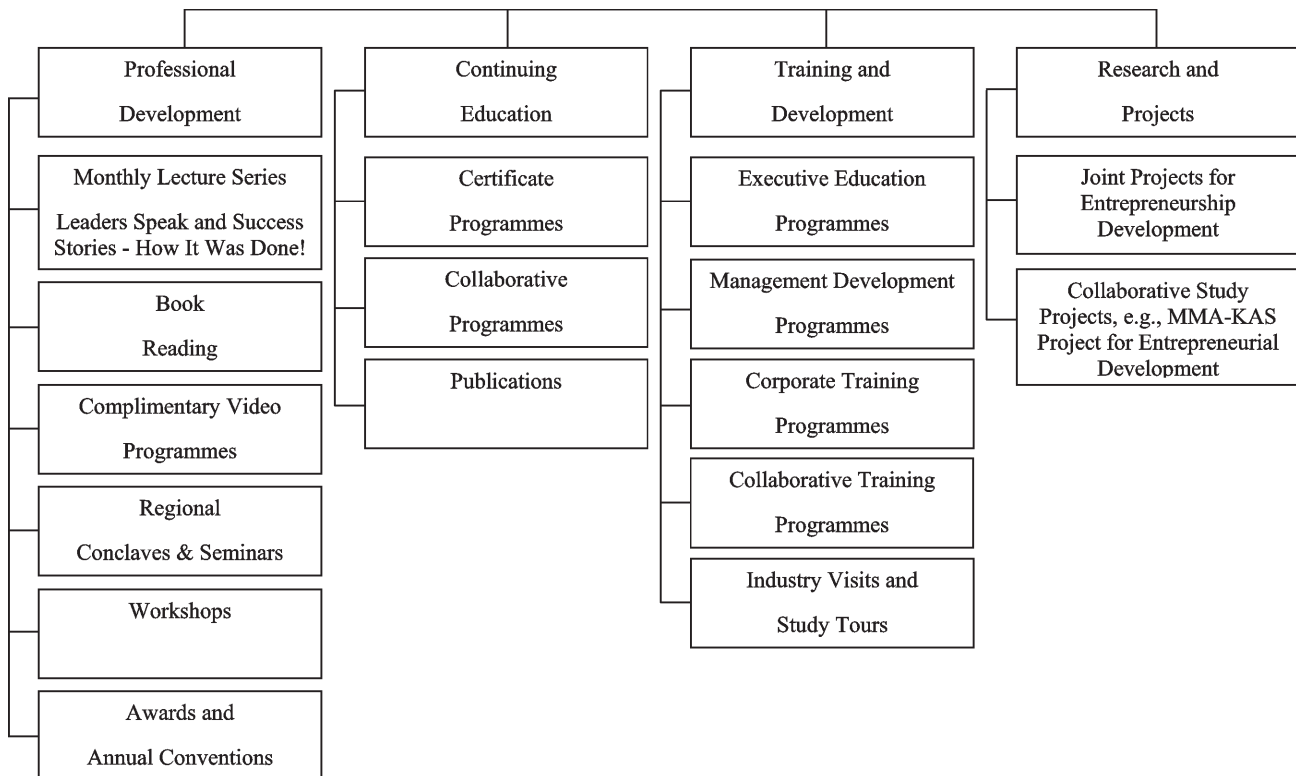 Professional
Development
Monthly Lecture Series
Leaders Speak and Success
Stories - How It Was Done!
Book
Reading
Complimentary Video
Programmes
Regional
Conclaves & Seminars
Workshops
Awards and
Annual Conventions
Continuing
Education
Certificate
Programmes
Collaborative
Programmes
Publications
Training and
Development
Executive Education
Programmes
Management Development
Programmes
Corporate Training
Programmes
Collaborative Training
Programmes
Industry Visits and
Study Tours
Research and
Projects
Joint Projects for
Entrepreneurship
Development
Collaborative Study
Projects, e.g., MMA-KAS
Project for Entrepreneurial
Development